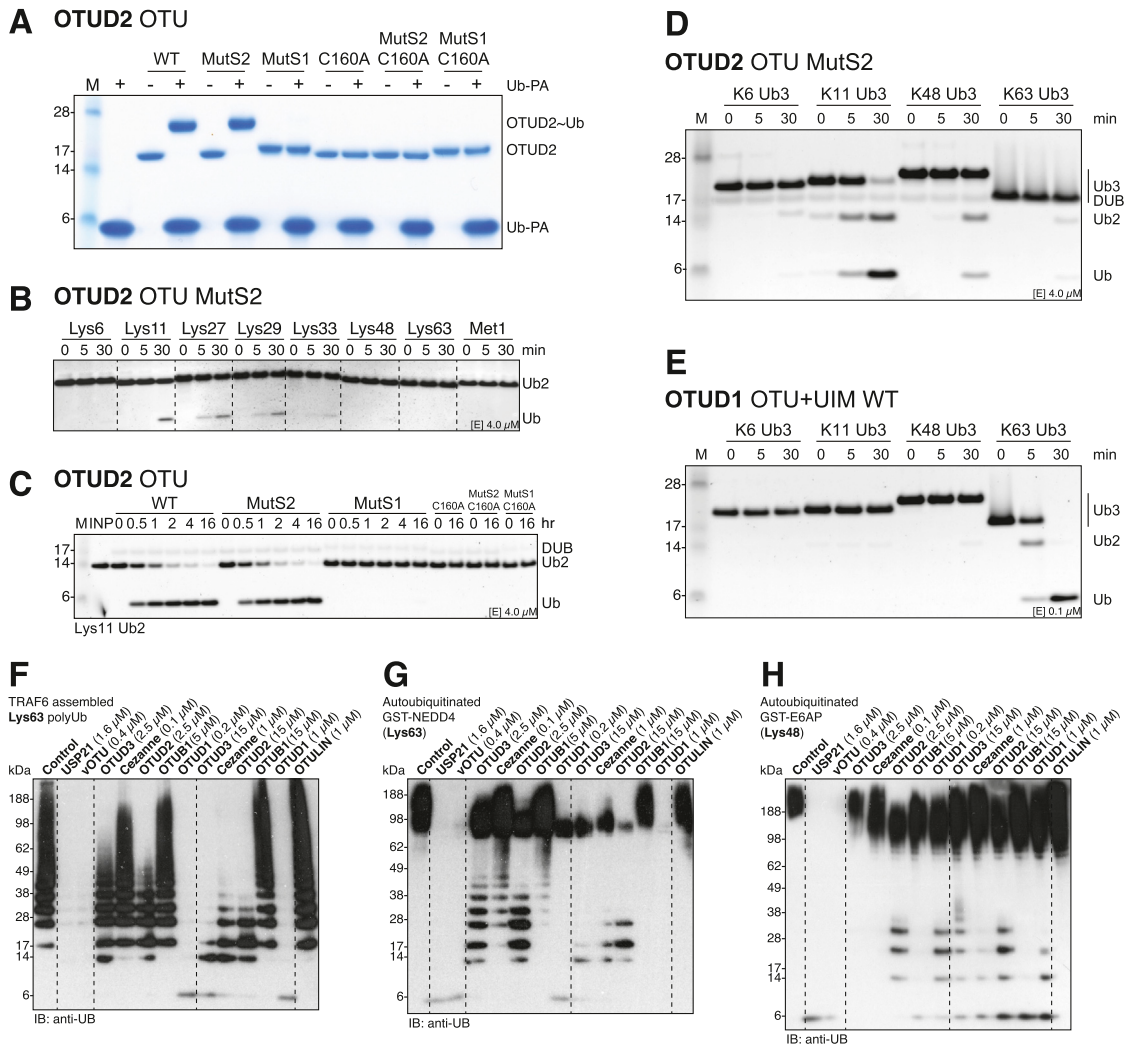 A OTUD2 OTU
WT MutS2 MutS1 C160A MutS2 C160A MutS1 C160A
M + - + - + - + - + - + - + Ub-PA
28
17
14
6
OTUD2~Ub
OTUD2
Ub-PA
B OTUD2 OTU MutS2
Lys6 Lys11 Lys27 Lys29 Lys33 Lys48 Lys63 Met1
0 5 30 0 5 30 0 5 30 0 5 30 0 5 30 0 5 30 0 5 30 0 5 30 min
Ub2
Ub
[E] 4.0 µM
C OTUD2 OTU
WT MutS2 MutS1 C160A MutS2 C160A MutS1 C160A
M INP 0 0.5 1 2 4 16 0 0.5 1 2 4 16 0 0.5 1 2 4 16 0 16 0 16 0 16 hr
17
14
6
DUB
Ub2
Ub
[E] 4.0 µM
Lys11 Ub2
D
OTUD2 OTU MutS2
K6 Ub3 K11 Ub3 K48 Ub3 K63 Ub3
M 0 5 30 0 5 30 0 5 30 0 5 30 min
28
17
14
6
Ub3
DUB
Ub2
Ub
[E] 4.0 µM
E
OTUD1 OTU+UIM WT
K6 Ub3 K11 Ub3 K48 Ub3 K63 Ub3
M 0 5 30 0 5 30 0 5 30 0 5 30 min
28
17
14
6
Ub3
Ub2
Ub
[E] 0.1 µM
F
TRAF6 assembled
Lys63 polyUb
Control
USP21 (1.6 µM)
vOTU (0.4 µM)
OTUD3 (2.5 µM)
Cezanne (0.1 µM)
OTUD2 (2.5 µM)
OTUB1 (5 µM)
OTUD1 (0.2 µM)
OTUD3 (15 µM)
Cezanne (1 µM)
OTUD2 (15 µM)
OTUB1 (15 µM)
OTUD1 (1 µM)
OTULIN (1 µM)
kDa
188
98
62
49
38
28
17
14
6
IB: anti-UB
G
Autoubiquitinated
GST-NEDD4
(Lys63)
Control
USP21 (1.6 µM)
vOTU (0.4 µM)
OTUD3 (2.5 µM)
Cezanne (0.1 µM)
OTUD2 (2.5 µM)
OTUB1 (5 µM)
OTUD1 (0.2 µM)
OTUD3 (15 µM)
Cezanne (1 µM)
OTUD2 (15 µM)
OTUB1 (15 µM)
OTUD1 (1 µM)
OTULIN (1 µM)
kDa
188
98
62
49
38
28
17
14
6
IB: anti-UB
H
Autoubiquitinated
GST-E6AP
(Lys48)
Control
USP21 (1.6 µM)
vOTU (0.4 µM)
OTUD3 (2.5 µM)
Cezanne (0.1 µM)
OTUD2 (2.5 µM)
OTUB1 (5 µM)
OTUD1 (0.2 µM)
OTUD3 (15 µM)
Cezanne (1 µM)
OTUD2 (15 µM)
OTUB1 (15 µM)
OTUD1 (1 µM)
OTULIN (1 µM)
kDa
188
98
62
49
38
28
17
14
6
IB: anti-UB